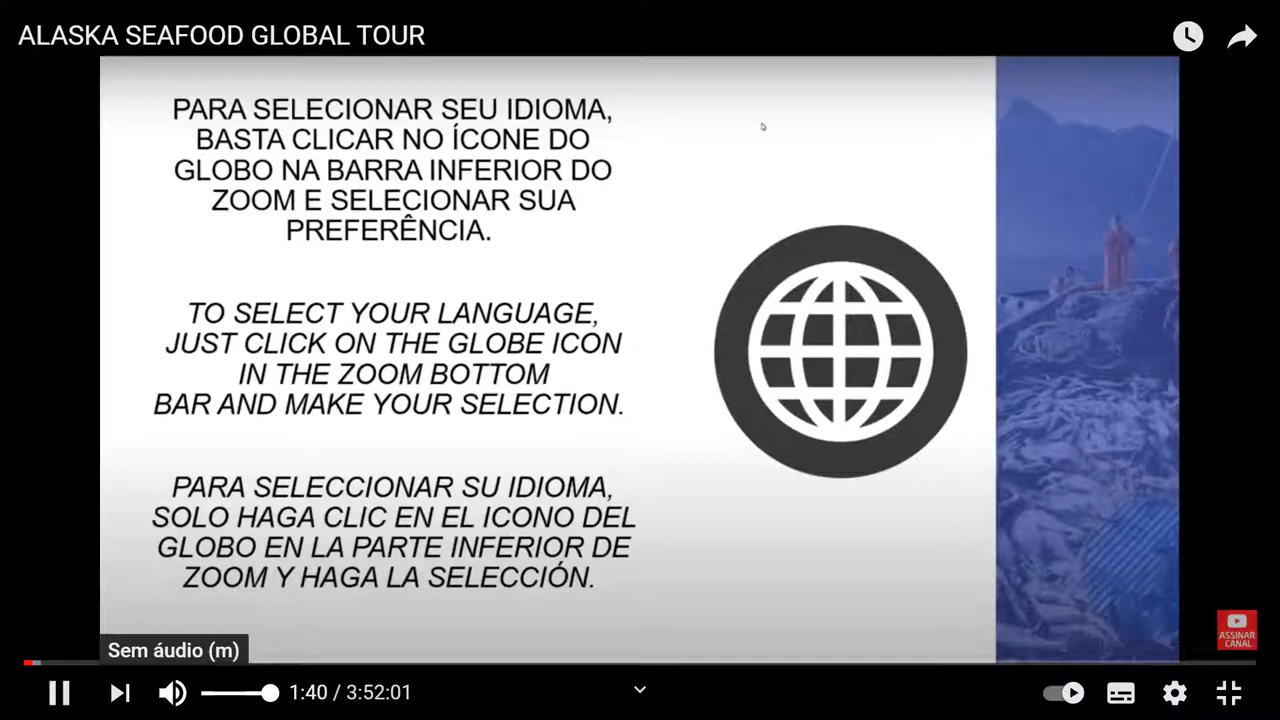 ALASKA SEAFOOD GLOBAL TOUR
PARA SELECIONAR SEU IDIOMA,
BASTA CLICAR NO ÍCONE DO
GLOBO NA BARRA INFERIOR DO
ZOOM E SELECIONAR SUA
PREFERÊNCIA.
TO SELECT YOUR LANGUAGE,
JUST CLICK ON THE GLOBE ICON
IN THE ZOOM BOTTOM
BAR AND MAKE YOUR SELECTION.
PARA SELECCIONAR SU IDIOMA,
SOLO HAGA CLIC EN EL ICONO DEL
GLOBO EN LA PARTE INFERIOR DE
ZOOM Y HAGA LA SELECCIÓN.
ASSINAR
CANAL
Sem áudio (m)
1:40 / 3:52:01